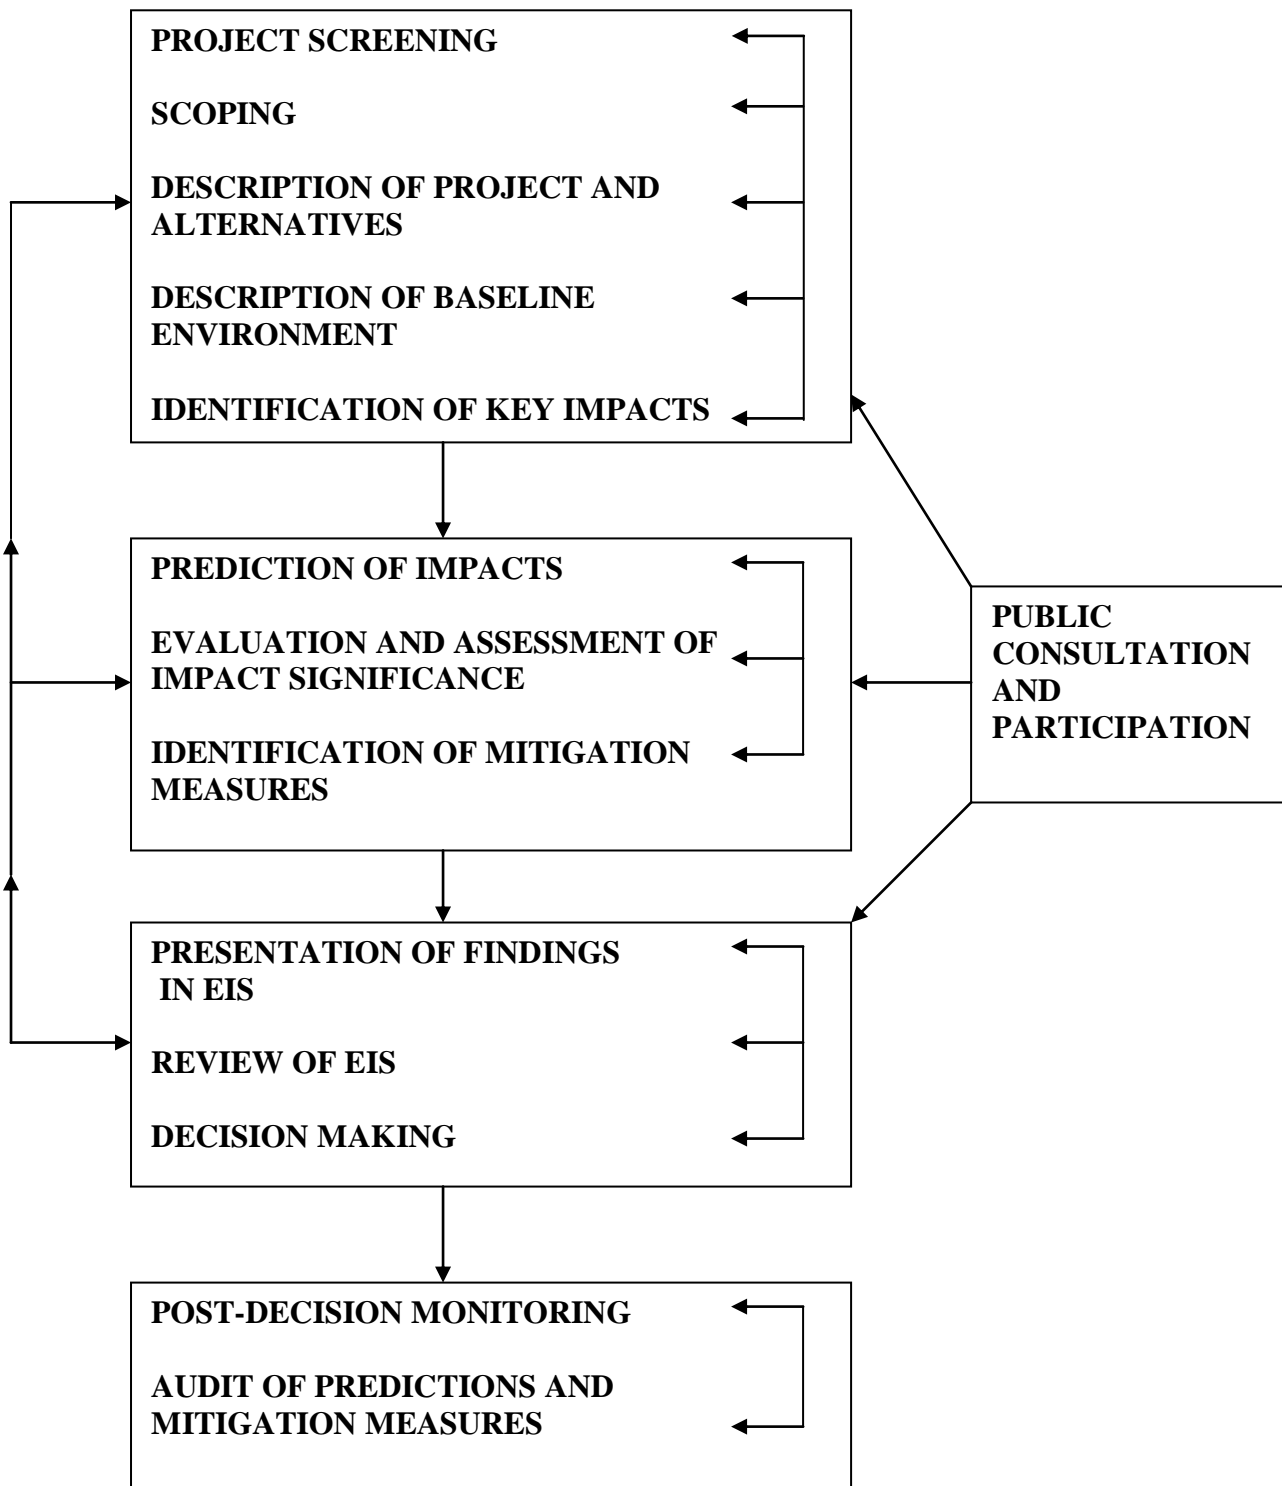 PROJECT SCREENING
SCOPING
DESCRIPTION OF PROJECT AND
ALTERNATIVES
DESCRIPTION OF BASELINE
ENVIRONMENT
IDENTIFICATION OF KEY IMPACTS
PREDICTION OF IMPACTS
EVALUATION AND ASSESSMENT OF
IMPACT SIGNIFICANCE
IDENTIFICATION OF MITIGATION
MEASURES
PUBLIC
CONSULTATION
AND
PARTICIPATION
PRESENTATION OF FINDINGS
IN EIS
REVIEW OF EIS
DECISION MAKING
POST-DECISION MONITORING
AUDIT OF PREDICTIONS AND
MITIGATION MEASURES